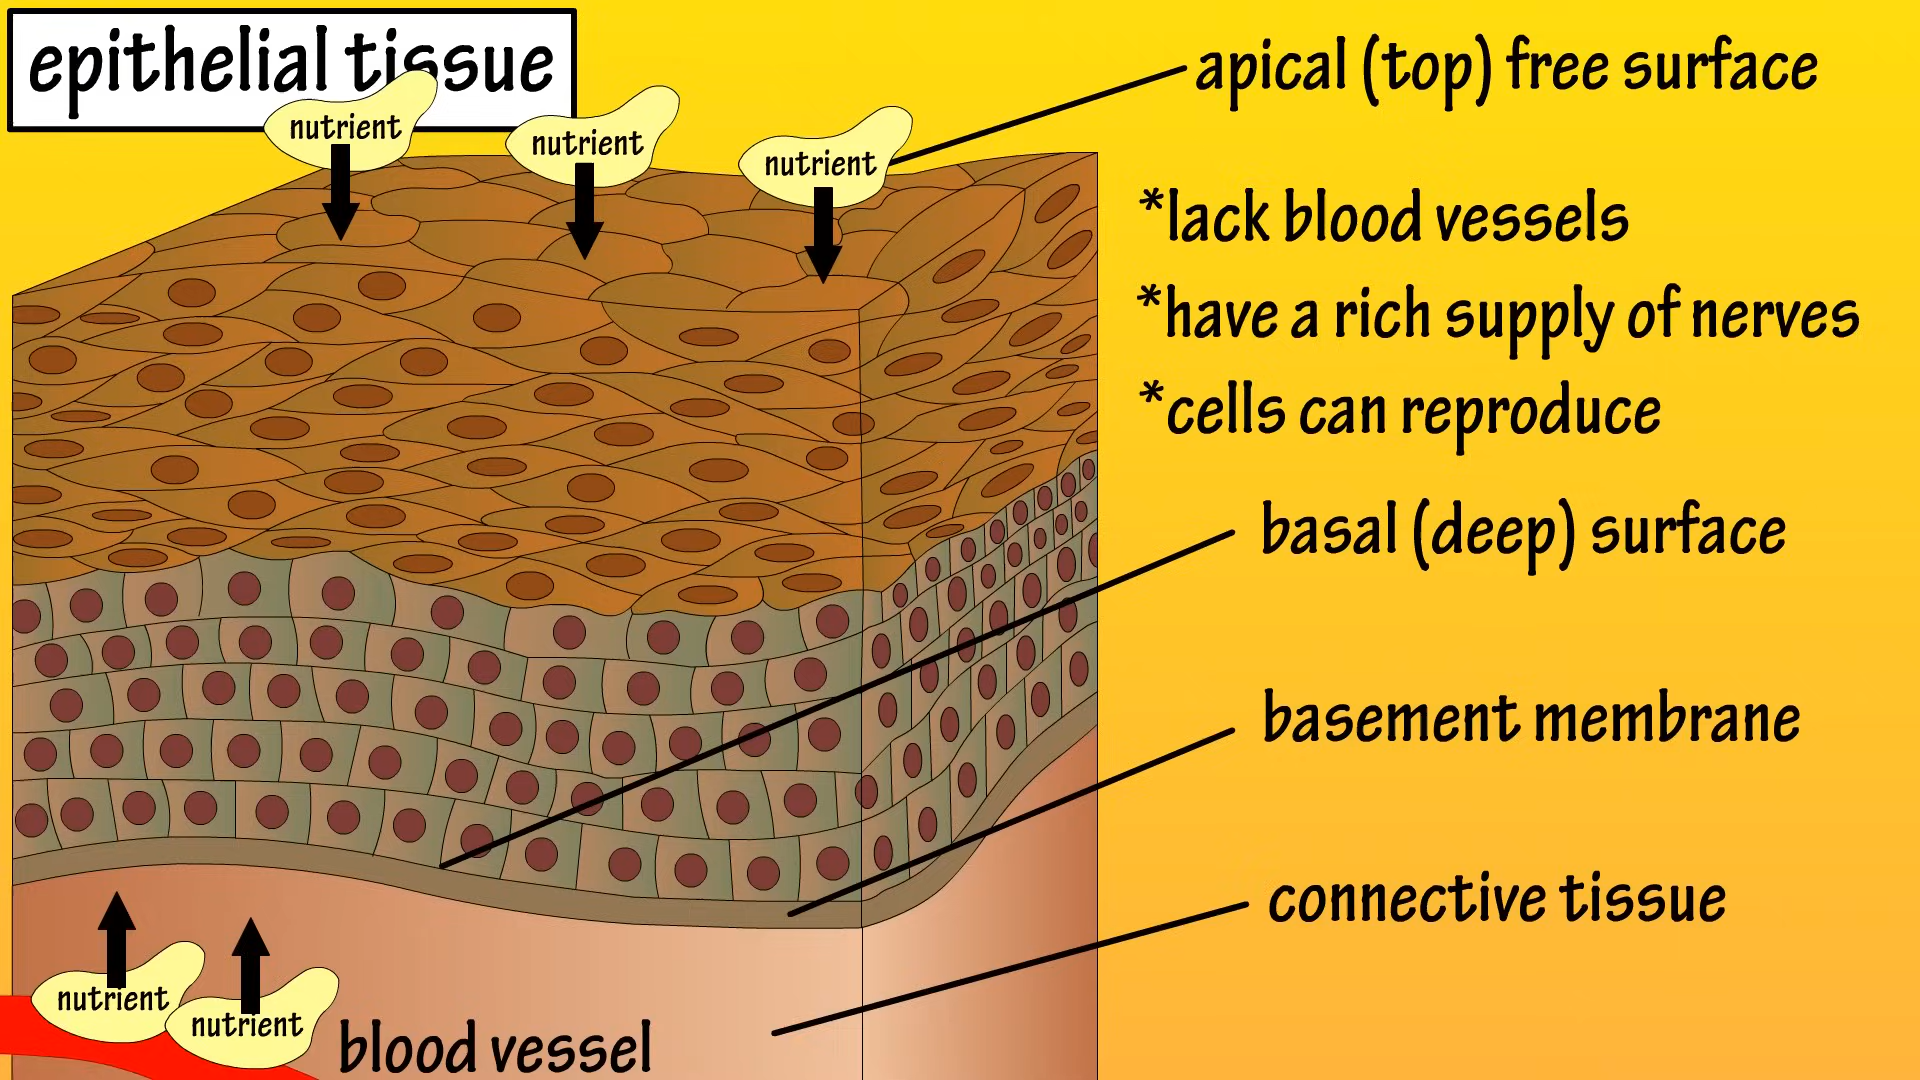 epithelial tissue
apical (top) free surface
nutrient
nutrient
nutrient
*lack blood vessels
*have a rich supply of nerves
*cells can reproduce
basal (deep) surface
basement membrane
connective tissue
nutrient
nutrient
blood vessel